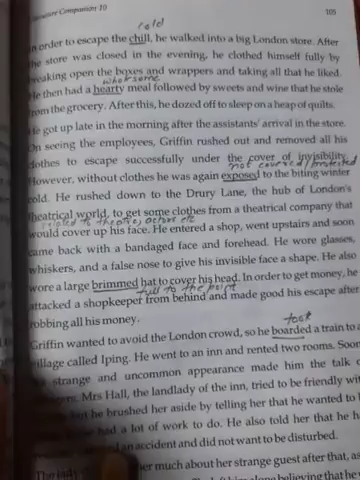 Literature Companion 10
105
cold
in order to escape the chill, he walked into a big London store. After
the store was closed in the evening, he clothed himself fully by
breaking open the boxes and wrappers and taking all that he liked.
wholesome
He then had a hearty meal followed by sweets and wine that he stole
from the grocery. After this, he dozed off to sleep on a heap of quilts.
He got up late in the morning after the assistants' arrival in the store.
On seeing the employees, Griffin rushed out and removed all his
clothes to escape successfully under the cover of invisibility.
not covered / protected
However, without clothes he was again exposed to the biting winter
cold. He rushed down to the Drury Lane, the hub of London's
theatrical world, to get some clothes from a theatrical company that
related to theatre, actors etc
would cover up his face. He entered a shop, went upstairs and soon
came back with a bandaged face and forehead. He wore glasses,
whiskers, and a false nose to give his invisible face a shape. He also
wore a large brimmed hat to cover his head. In order to get money, he
full to the point
attacked a shopkeeper from behind and made good his escape after
robbing all his money.
took
Griffin wanted to avoid the London crowd, so he boarded a train to a
village called Iping. He went to an inn and rented two rooms. Soon
strange and uncommon appearance made him the talk o
Mrs Hall, the landlady of the inn, tried to be friendly wi
but he brushed her aside by telling her that he wanted to
had a lot of work to do. He also told her that he ha
an accident and did not want to be disturbed.
her much about her strange guest after that, as
believing that he